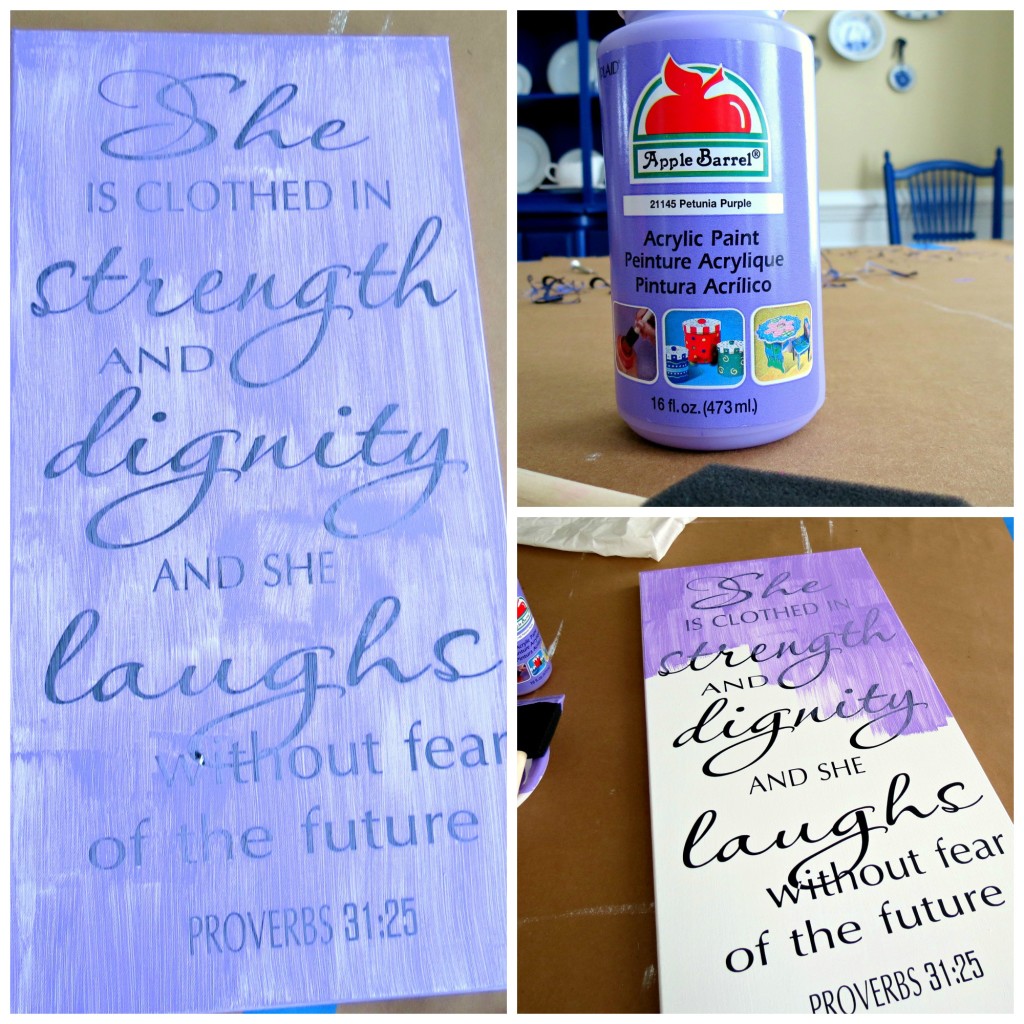 She
IS CLOTHED IN
strength
AND
dignity
AND SHE
laughs
without fear
of the future
PROVERBS 31:25
Apple Barrel®
21145 Petunia Purple
Acrylic Paint
Peinture Acrylique
Pintura Acrílico
16 fl. oz. (473 ml.)
She
IS CLOTHED IN
strength
AND
dignity
AND SHE
laughs
without fear
of the future
PROVERBS 31:25